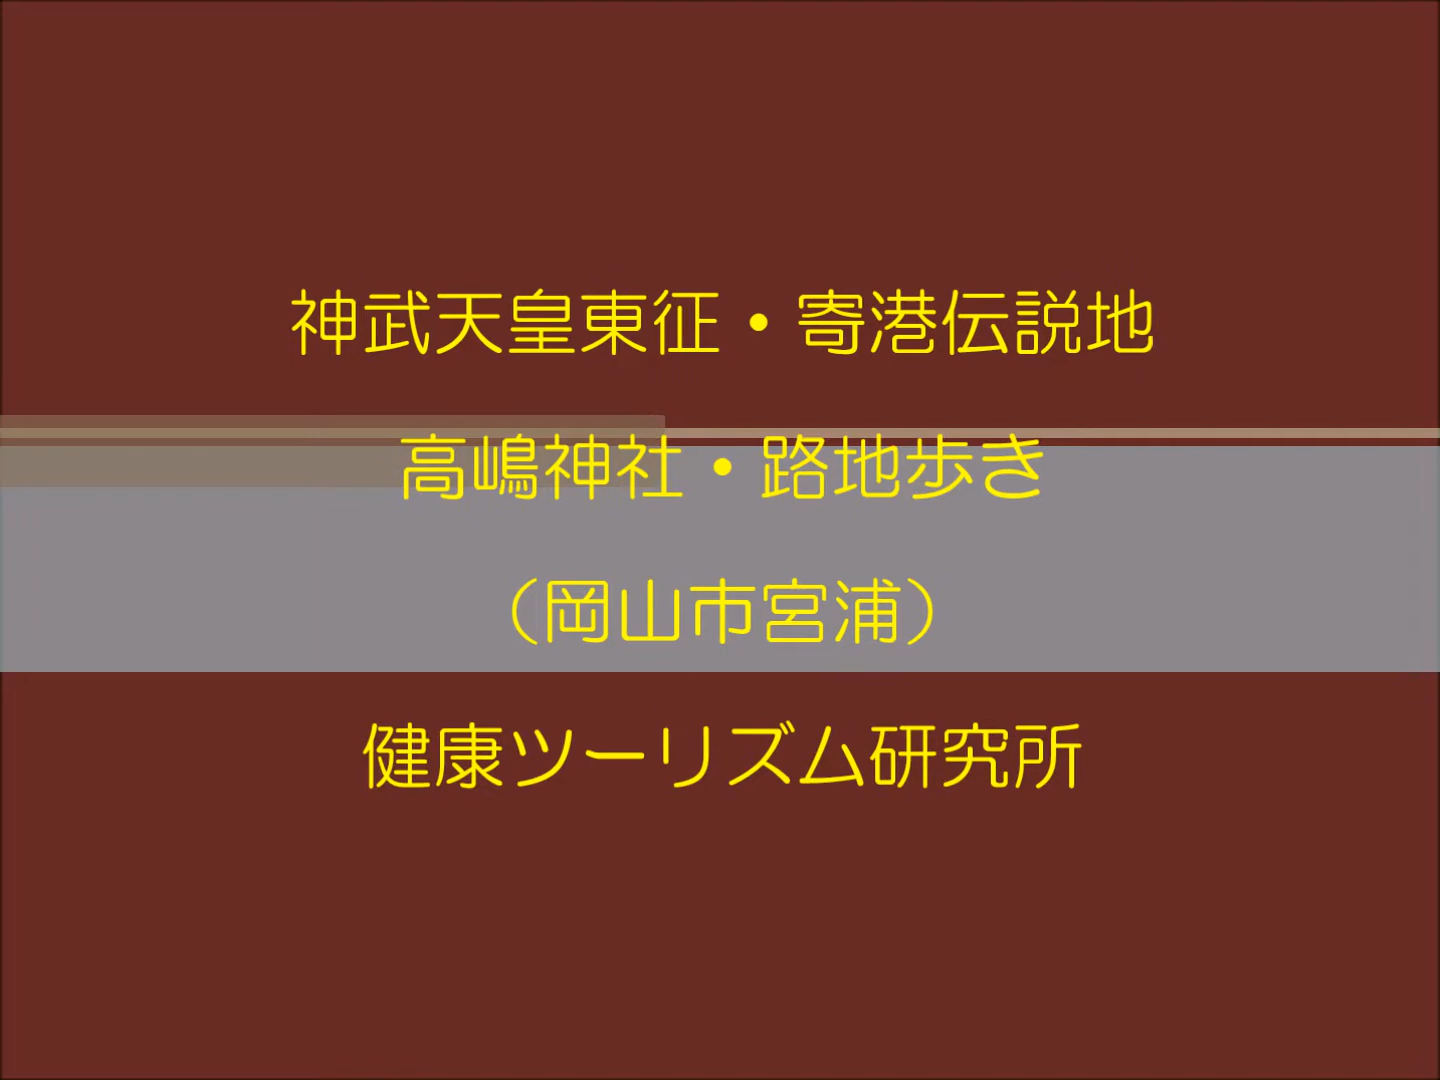 神武天皇東征・寄港伝説地
高嶋神社・路地歩き
（岡山市宮浦）
健康ツーリズム研究所